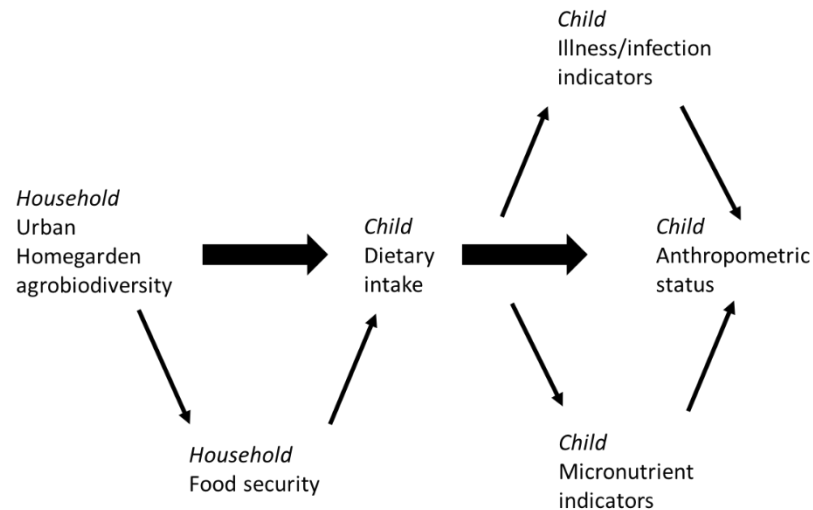 Child
Illness/infection
indicators
Household
Urban
Homegarden
agrobiodiversity
Child
Dietary
intake
Child
Anthropometric
status
Household
Food security
Child
Micronutrient
indicators